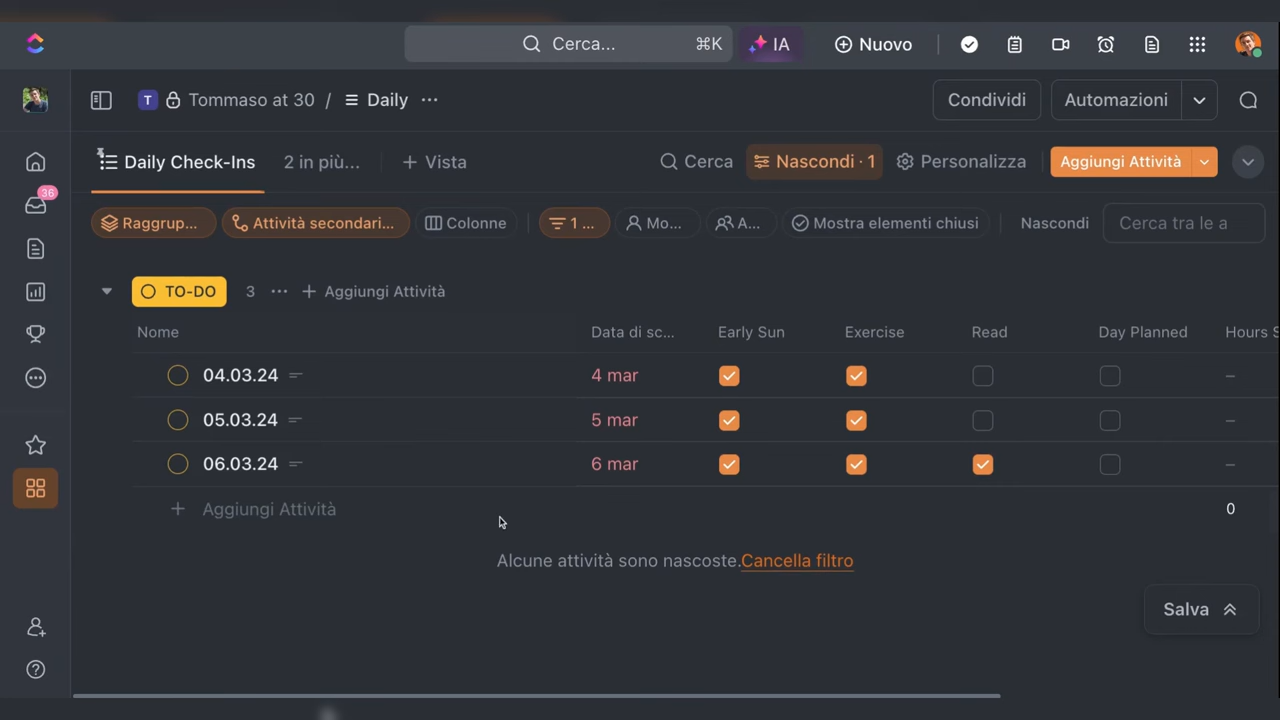 Cerca... ⌘K IA Nuovo
T Tommaso at 30 / Daily ··· Condividi Automazioni
Daily Check-Ins 2 in più... + Vista Cerca Nascondi · 1 Personalizza Aggiungi Attività
36
Raggrup... Attività secondari... Colonne 1 ... Mo... A... Mostra elementi chiusi Nascondi Cerca tra le a
TO-DO 3 ··· + Aggiungi Attività
Nome Data di sc... Early Sun Exercise Read Day Planned Hours S
04.03.24 4 mar –
05.03.24 5 mar –
06.03.24 6 mar –
+ Aggiungi Attività 0
Alcune attività sono nascoste.Cancella filtro
Salva